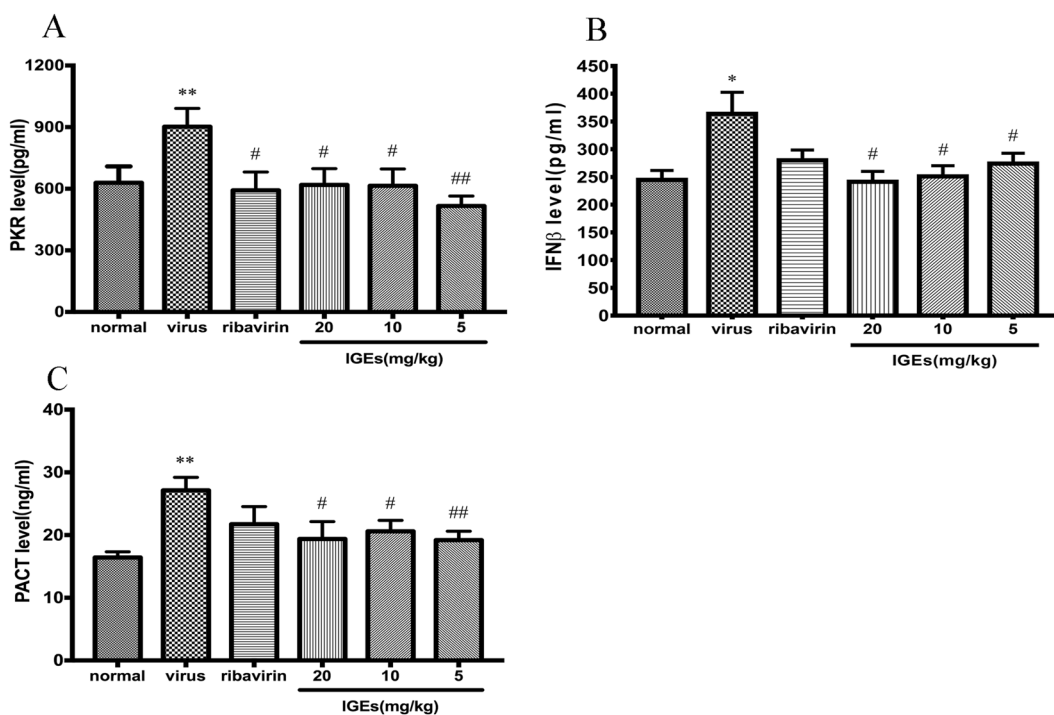 A
PKR level(pg/ml)
1200
900
600
300
0
**
#
#
#
##
normal virus ribavirin 20 10 5
IGEs(mg/kg)
B
IFNβ level(pg/ml)
450
400
350
300
250
200
150
100
50
0
*
#
#
#
normal virus ribavirin 20 10 5
IGEs(mg/kg)
C
PACT level(ng/ml)
40
30
20
10
0
**
#
#
##
normal virus ribavirin 20 10 5
IGEs(mg/kg)